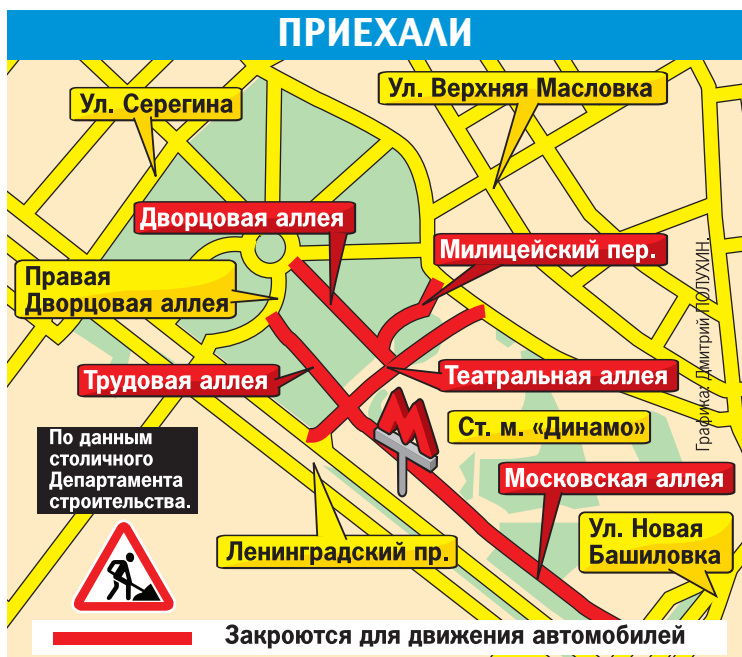 ПРИЕХАЛИ
Ул. Серегина
Ул. Верхняя Масловка
Дворцовая аллея
Милицейский пер.
Правая
Дворцовая аллея
Трудовая аллея
Театральная аллея
Графика: Дмитрий ПОЛУХИН.
М
Ст. м. «Динамо»
По данным
столичного
Департамента
строительства.
Московская аллея
Ул. Новая
Башиловка
Ленинградский пр.
Закроются для движения автомобилей